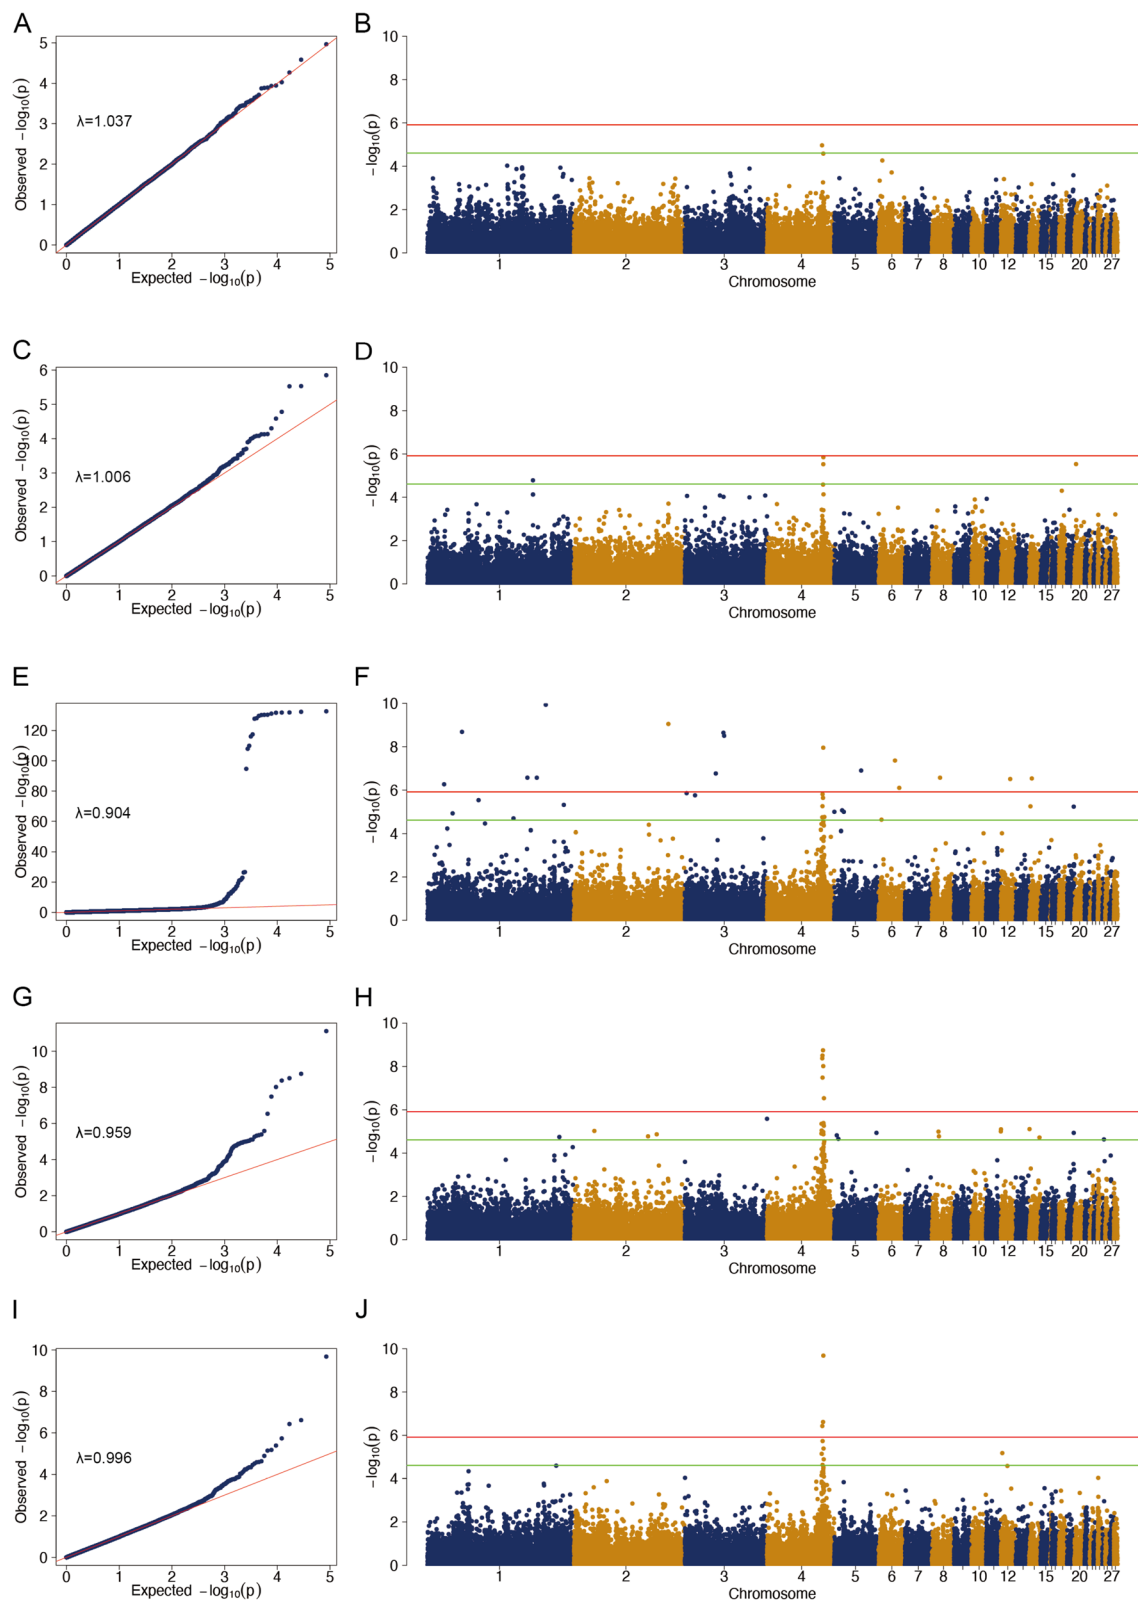 A
B
5
4
3
2
1
0
Observed −log10(p)
λ=1.037
0 1 2 3 4 5
Expected −log10(p)
10
8
6
4
2
0
−log10(p)
1 2 3 4 5 6 7 8 10 12 15 20 27
Chromosome
C
D
6
5
4
3
2
1
0
Observed −log10(p)
λ=1.006
0 1 2 3 4 5
Expected −log10(p)
10
8
6
4
2
0
−log10(p)
1 2 3 4 5 6 7 8 10 12 15 20 27
Chromosome
E
F
120
100
80
60
40
20
0
Observed −log10(p)
λ=0.904
0 1 2 3 4 5
Expected −log10(p)
10
8
6
4
2
0
−log10(p)
1 2 3 4 5 6 7 8 10 12 15 20 27
Chromosome
G
H
10
8
6
4
2
0
Observed −log10(p)
λ=0.959
0 1 2 3 4 5
Expected −log10(p)
10
8
6
4
2
0
−log10(p)
1 2 3 4 5 6 7 8 10 12 15 20 27
Chromosome
I
J
10
8
6
4
2
0
Observed −log10(p)
λ=0.996
0 1 2 3 4 5
Expected −log10(p)
10
8
6
4
2
0
−log10(p)
1 2 3 4 5 6 7 8 10 12 15 20 27
Chromosome